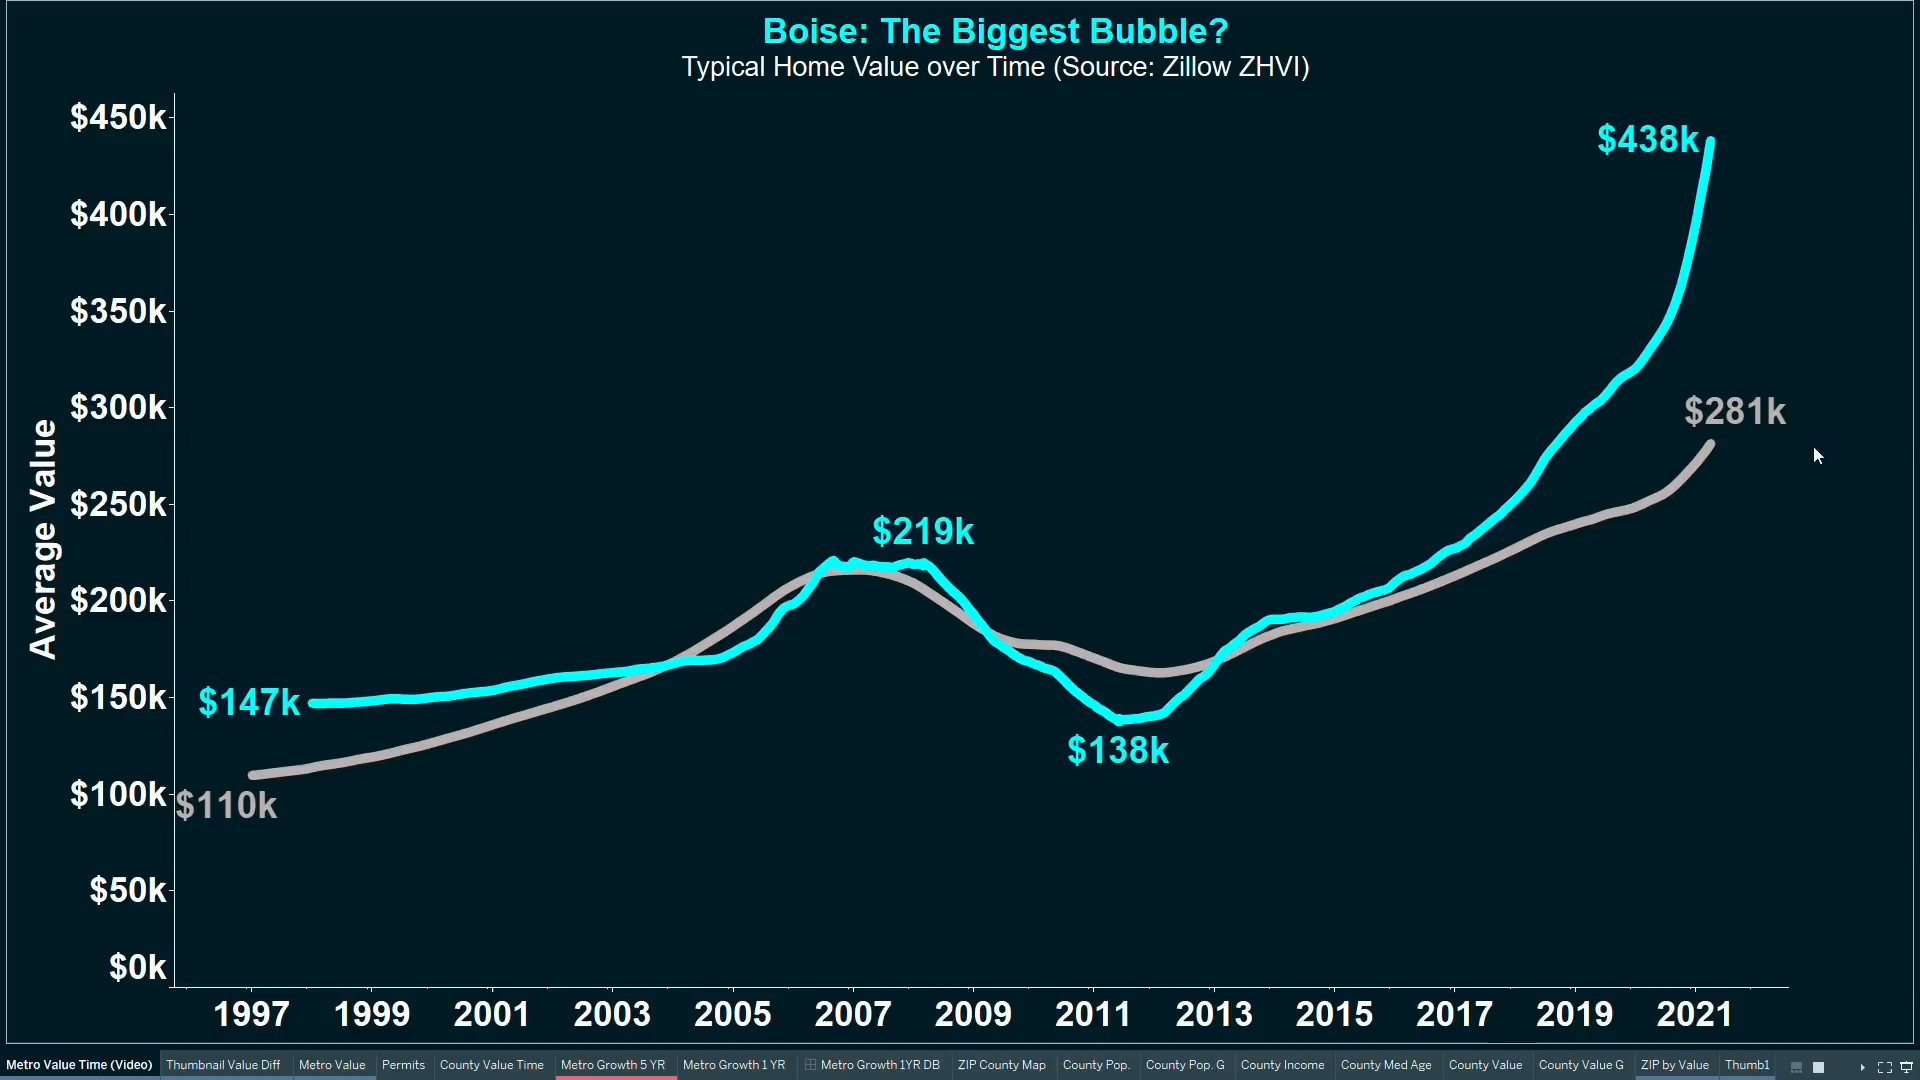 Boise: The Biggest Bubble?
Typical Home Value over Time (Source: Zillow ZHVI)
Average Value
$450k
$400k
$350k
$300k
$250k
$200k
$150k
$100k
$50k
$0k
$438k
$281k
$219k
$147k
$138k
$110k
1997 1999 2001 2003 2005 2007 2009 2011 2013 2015 2017 2019 2021
Metro Value Time (Video) Thumbnail Value Diff Metro Value Permits County Value Time Metro Growth 5 YR Metro Growth 1 YR Metro Growth 1YR DB ZIP County Map County Pop. County Pop. G County Income County Med Age County Value County Value G ZIP by Value Thumb1